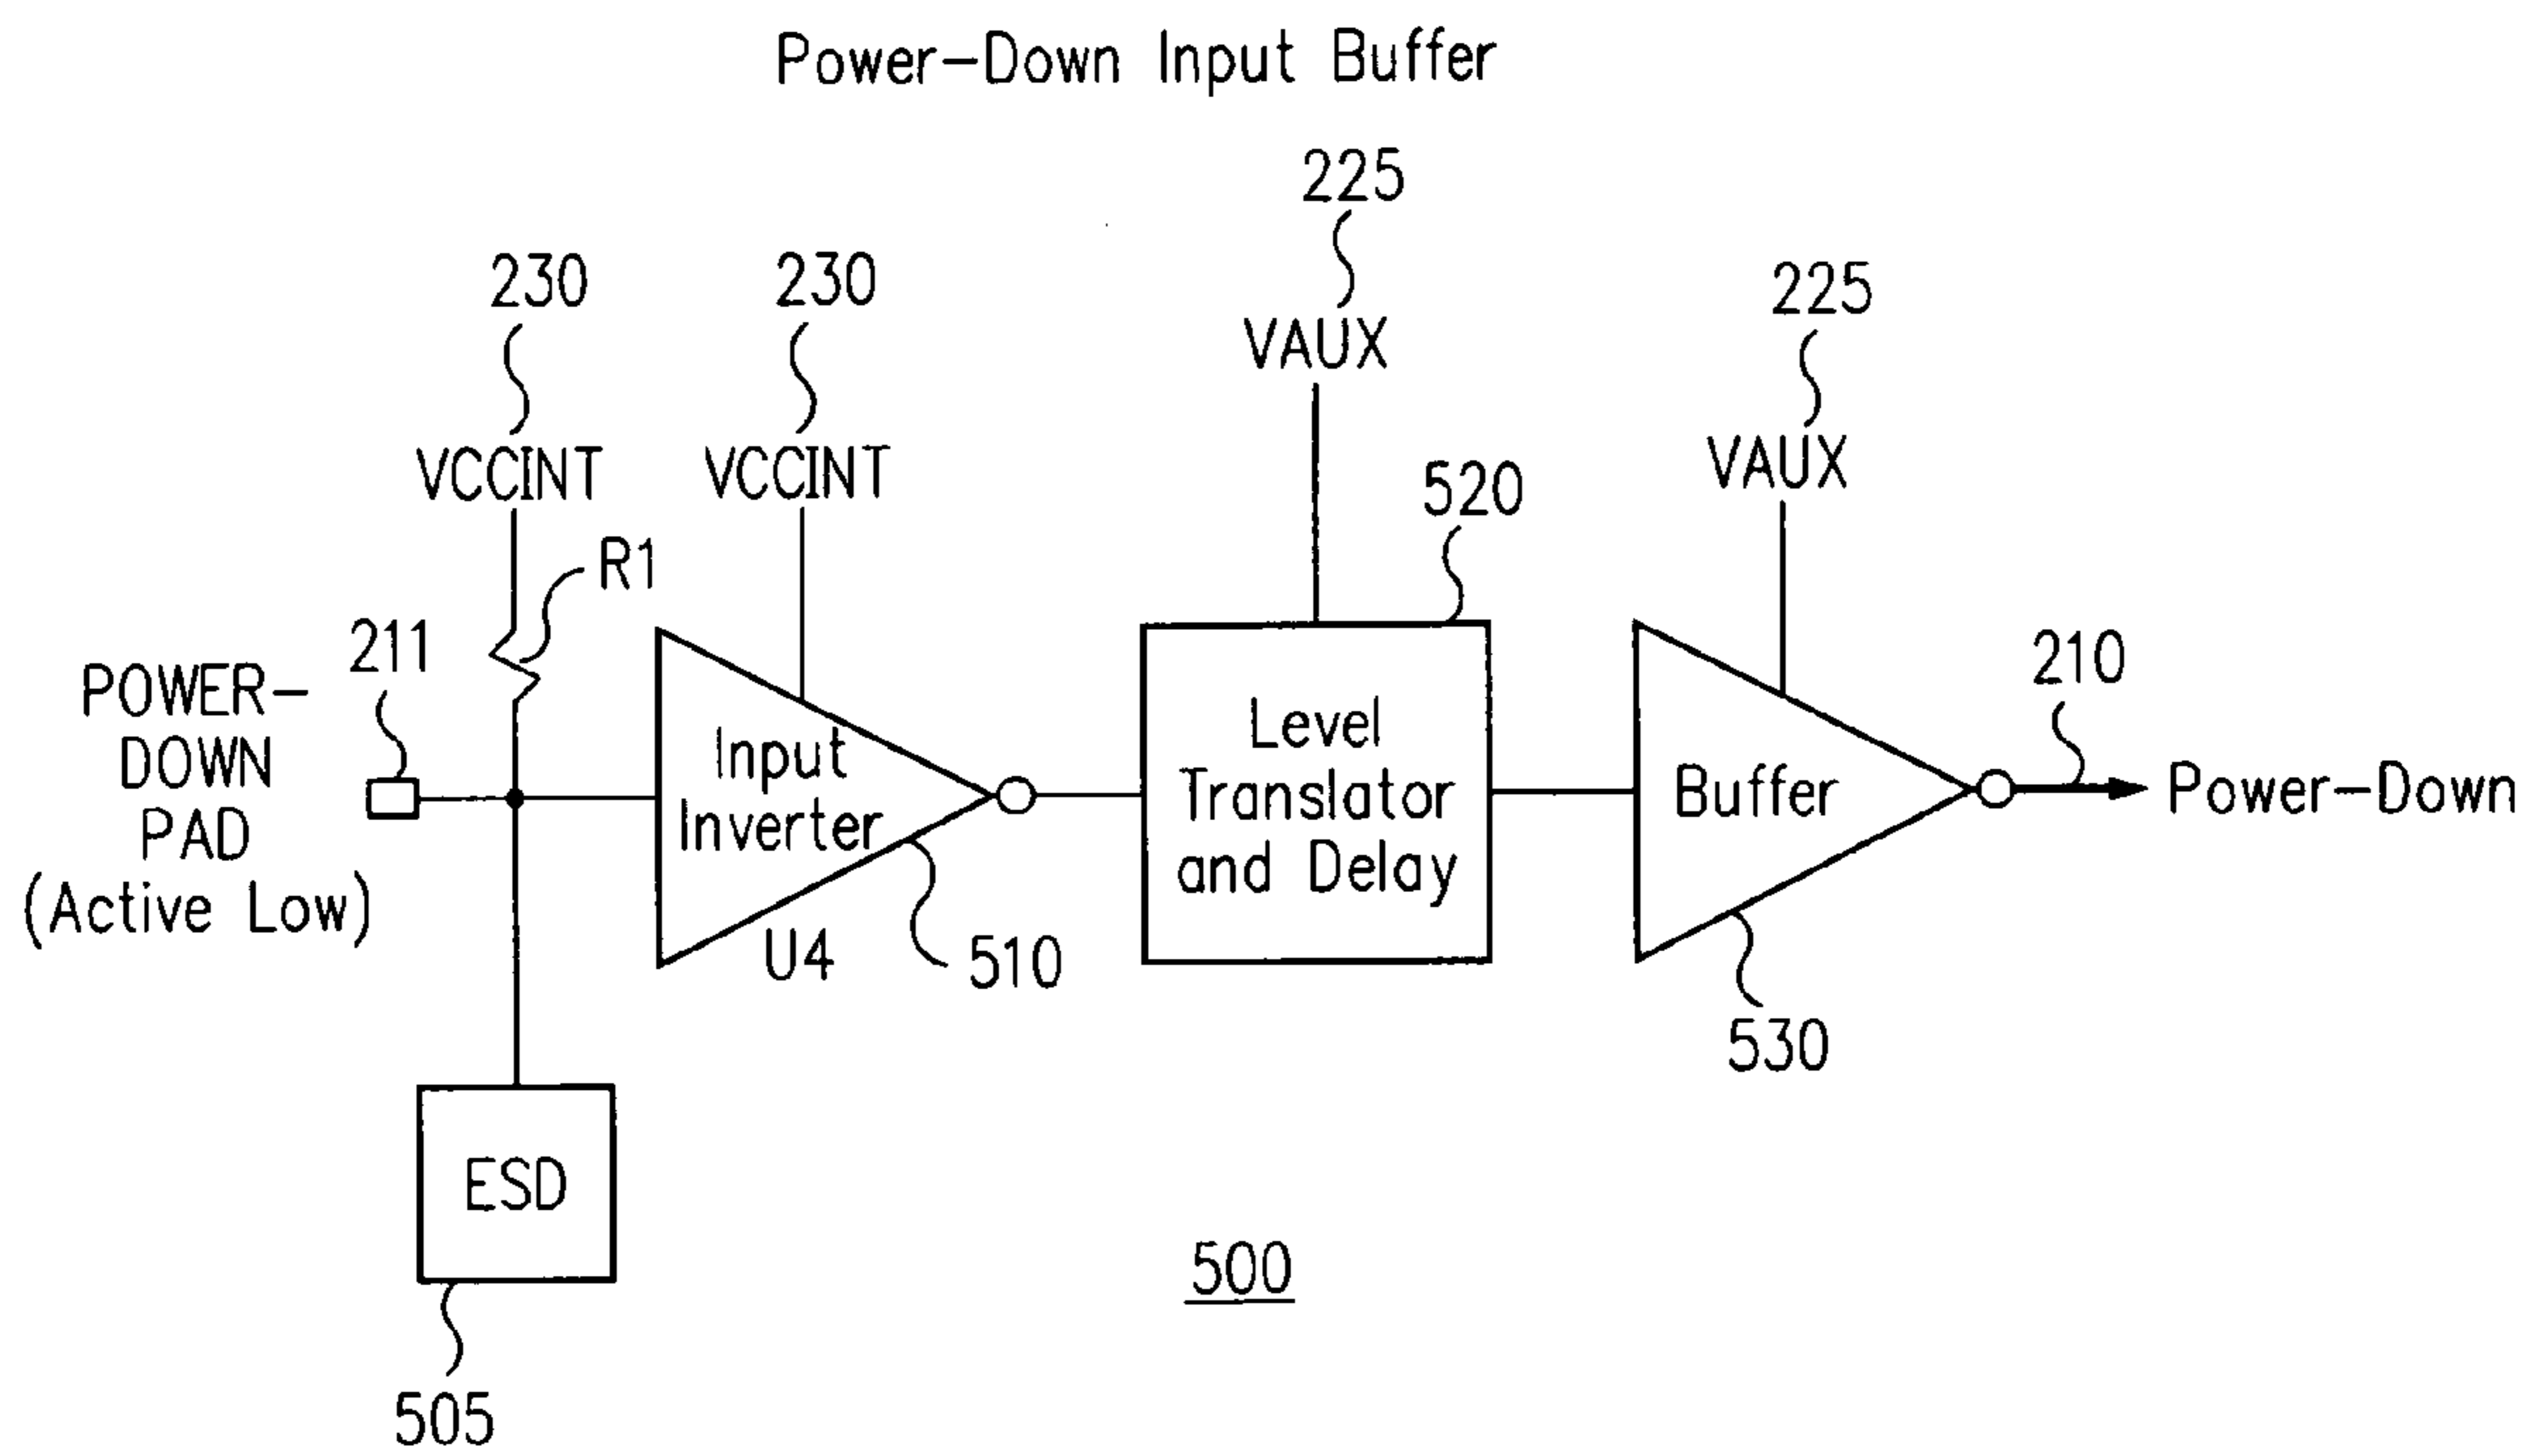 Power-Down Input Buffer
225
230
230
225
VAUX
VAUX
VCCINT
VCCINT
520
R1
211
210
POWER-
DOWN
PAD
(Active Low)
Input
Inverter
U4
510
Level
Translator
and Delay
Buffer
530
Power-Down
ESD
505
500